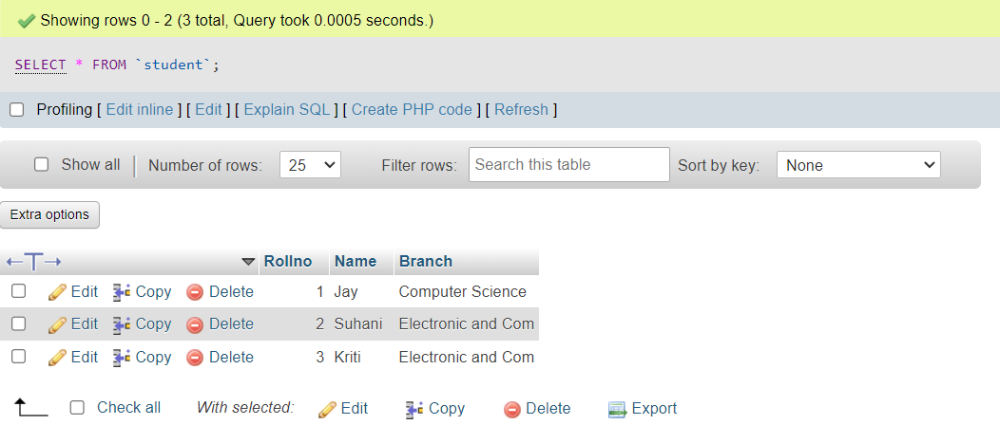 Showing rows 0 - 2 (3 total, Query took 0.0005 seconds.)
SELECT * FROM `student`;
Profiling [ Edit inline ] [ Edit ] [ Explain SQL ] [ Create PHP code ] [ Refresh ]
Show all Number of rows: 25 Filter rows: Search this table Sort by key: None
Extra options
Rollno Name Branch
Edit Copy Delete 1 Jay Computer Science
Edit Copy Delete 2 Suhani Electronic and Com
Edit Copy Delete 3 Kriti Electronic and Com
Check all With selected: Edit Copy Delete Export